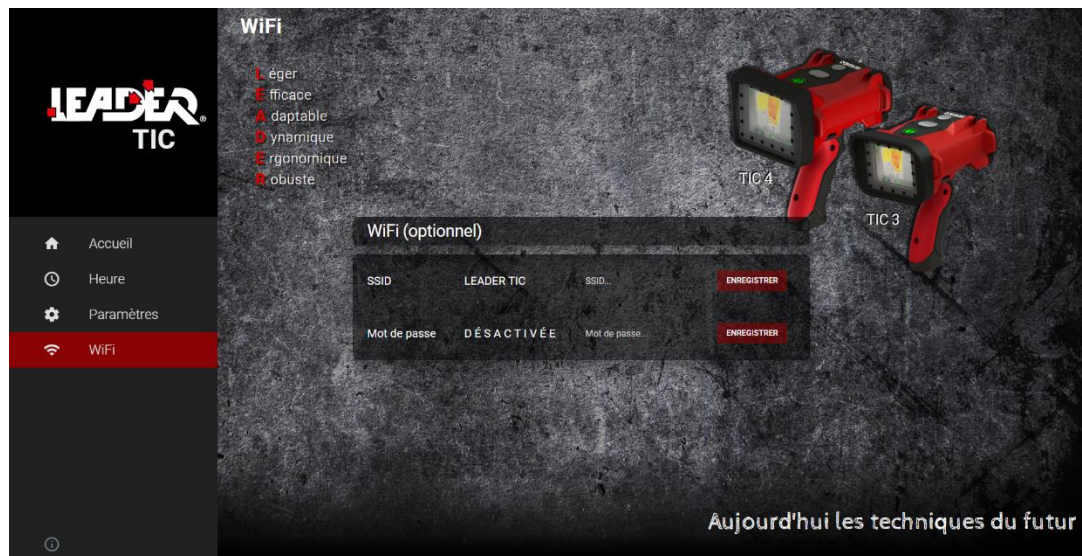 LEADER®
TIC
Accueil
Heure
Paramètres
WiFi
WiFi
Léger
Efficace
Adaptable
Dynamique
Ergonomique
Robuste
TIC 4
TIC 3
WiFi (optionnel)
SSID LEADER TIC SSID... ENREGISTRER
Mot de passe DÉSACTIVÉE Mot de passe... ENREGISTRER
Aujourd'hui les techniques du futur